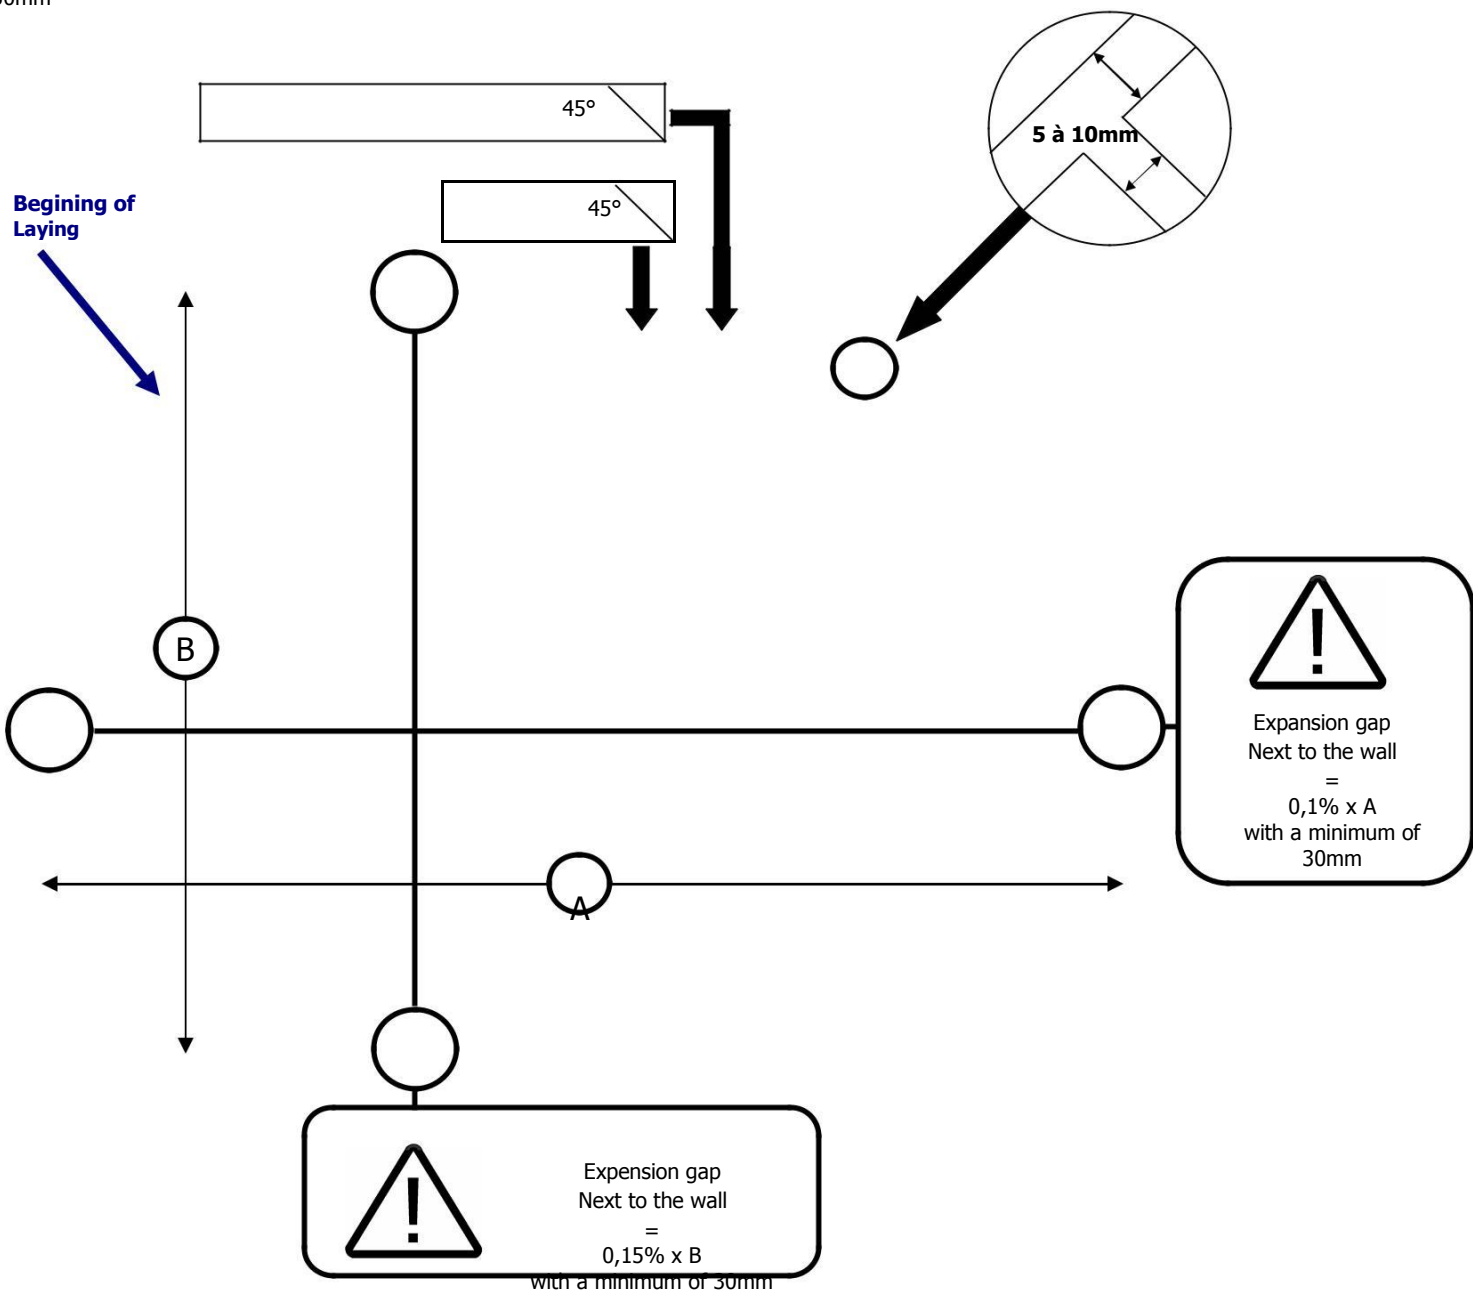 45°
45°
5 à 10mm
Begining of
Laying
B
Expansion gap
Next to the wall
=
0,1% x A
with a minimum of
30mm
A
Expension gap
Next to the wall
=
0,15% x B
with a minimum of 30mm